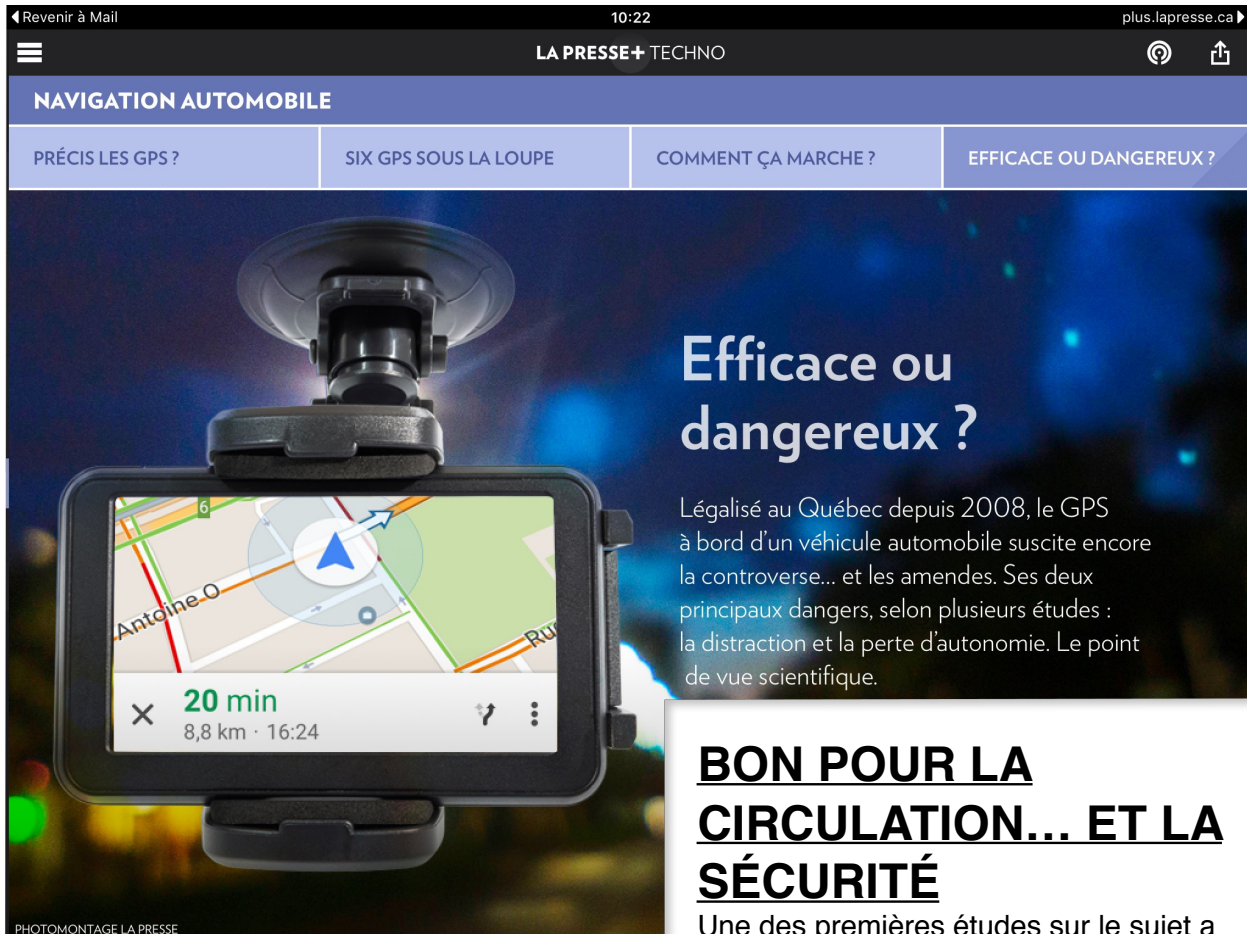 Revenir à Mail
10:22
plus.lapresse.ca
LA PRESSE+ TECHNO
NAVIGATION AUTOMOBILE
PRÉCIS LES GPS ?
SIX GPS SOUS LA LOUPE
COMMENT ÇA MARCHE ?
EFFICACE OU DANGEREUX ?
Efficace ou
dangereux ?
Légalisé au Québec depuis 2008, le GPS
à bord d'un véhicule automobile suscite encore
la controverse... et les amendes. Ses deux
principaux dangers, selon plusieurs études :
la distraction et la perte d'autonomie. Le point
de vue scientifique.
6
Antoine O
Rue
20 min
8,8 km · 16:24
BON POUR LA
CIRCULATION… ET LA
SÉCURITÉ
Une des premières études sur le sujet a
PHOTOMONTAGE LA PRESSE